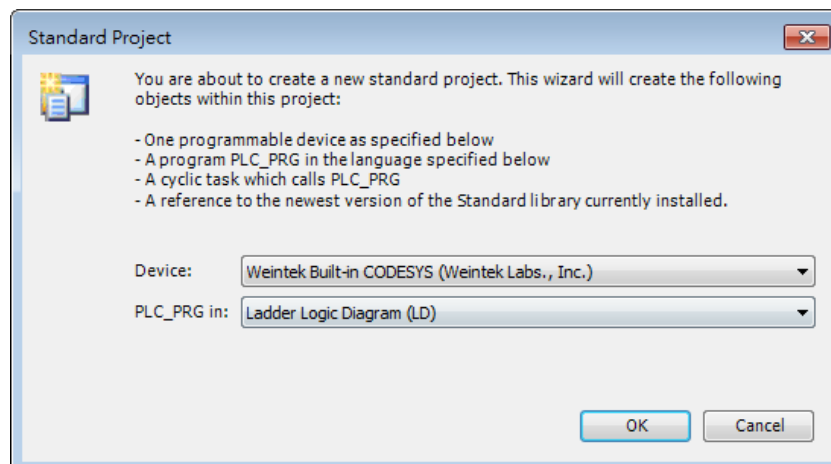 Standard Project
You are about to create a new standard project. This wizard will create the following
objects within this project:
- One programmable device as specified below
- A program PLC_PRG in the language specified below
- A cyclic task which calls PLC_PRG
- A reference to the newest version of the Standard library currently installed.
Device: Weintek Built-in CODESYS (Weintek Labs., Inc.)
PLC_PRG in: Ladder Logic Diagram (LD)
OK Cancel